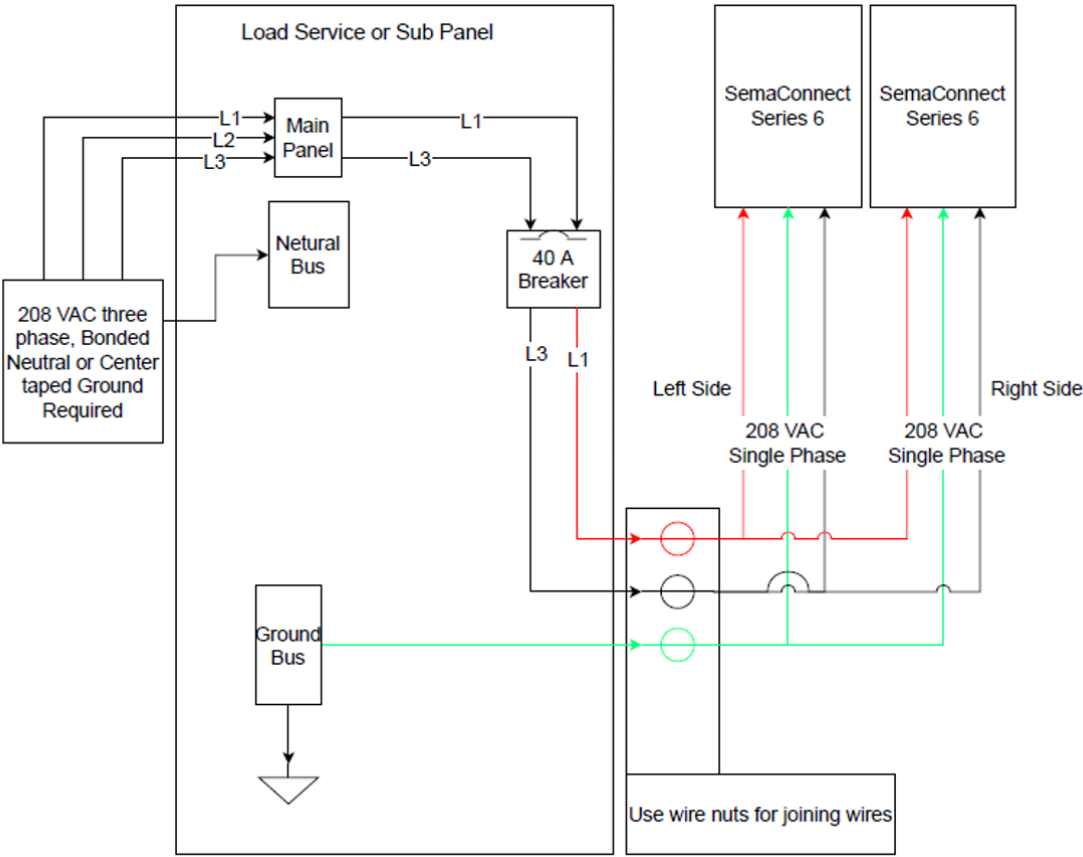 Load Service or Sub Panel
SemaConnect
Series 6
SemaConnect
Series 6
L1
L2
L3
Main
Panel
L1
L3
Netural
Bus
40 A
Breaker
208 VAC three
phase, Bonded
Neutral or Center
taped Ground
Required
L3
L1
Left Side
Right Side
208 VAC
Single Phase
208 VAC
Single Phase
Ground
Bus
Use wire nuts for joining wires